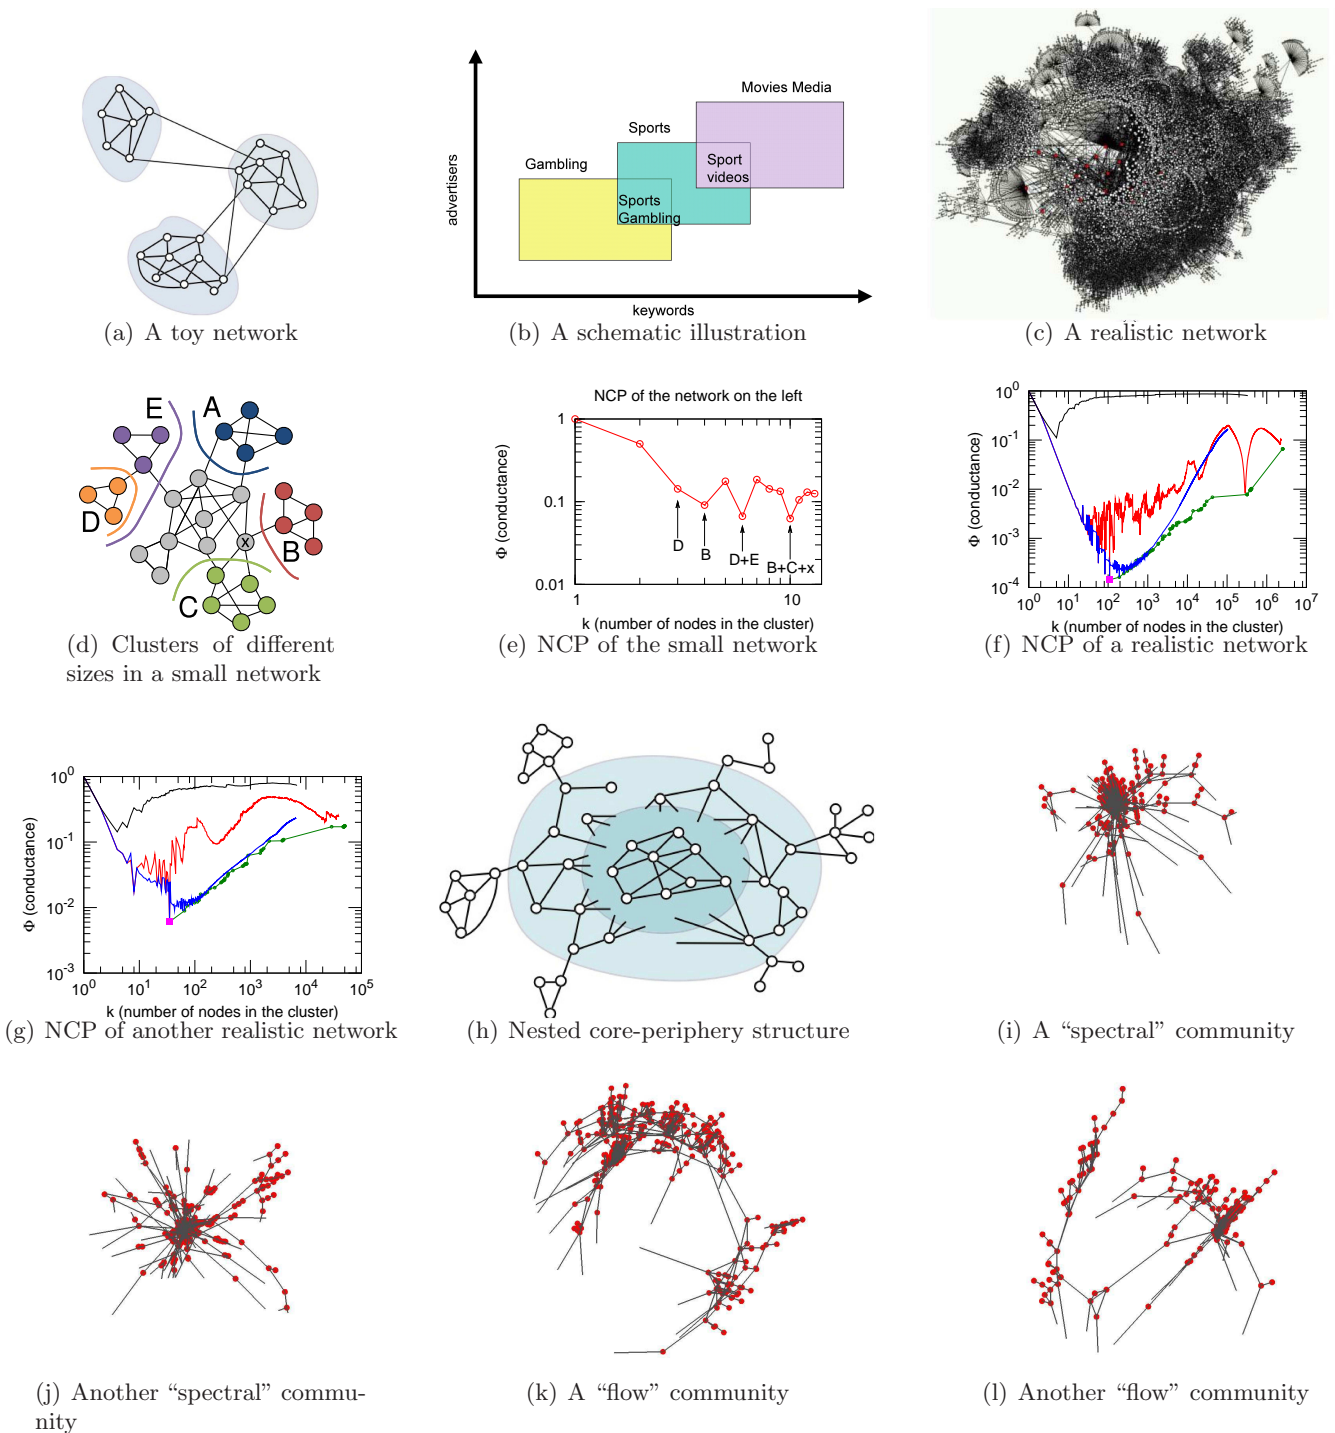 Movies Media
Sports
Sport
videos
Gambling
Sports
Gambling
advertisers
keywords
(a) A toy network
(b) A schematic illustration
(c) A realistic network
E
A
D
B
C
x
(d) Clusters of different
sizes in a small network
NCP of the network on the left
Φ (conductance)
1
0.1
0.01
D
B
D+E
B+C+x
1
10
k (number of nodes in the cluster)
(e) NCP of the small network
Φ (conductance)
10^0
10^-1
10^-2
10^-3
10^-4
10^0 10^1 10^2 10^3 10^4 10^5 10^6 10^7
k (number of nodes in the cluster)
(f) NCP of a realistic network
Φ (conductance)
10^0
10^-1
10^-2
10^-3
10^0 10^1 10^2 10^3 10^4 10^5
k (number of nodes in the cluster)
(g) NCP of another realistic network
(h) Nested core-periphery structure
(i) A “spectral” community
(j) Another “spectral” commu-
nity
(k) A “flow” community
(l) Another “flow” community